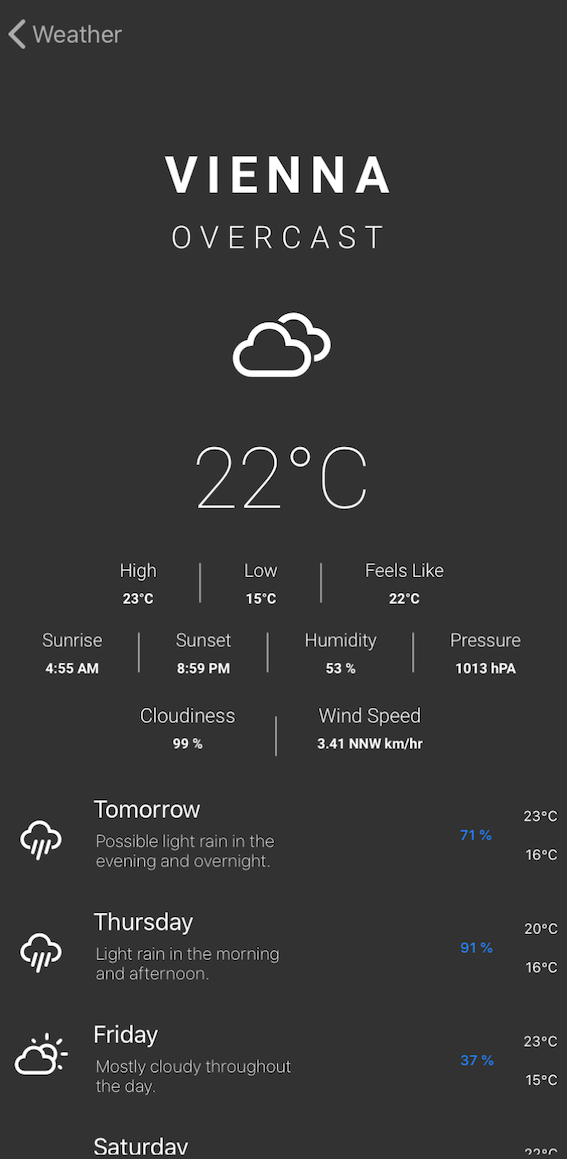 Weather
VIENNA
OVERCAST
22°C
High Low Feels Like
23°C 15°C 22°C
Sunrise Sunset Humidity Pressure
4:55 AM 8:59 PM 53 % 1013 hPA
Cloudiness Wind Speed
99 % 3.41 NNW km/hr
Tomorrow 23°C
Possible light rain in the 71 %
evening and overnight. 16°C
Thursday 20°C
Light rain in the morning 91 %
and afternoon. 16°C
Friday 23°C
Mostly cloudy throughout 37 %
the day. 15°C
Saturday 22°C